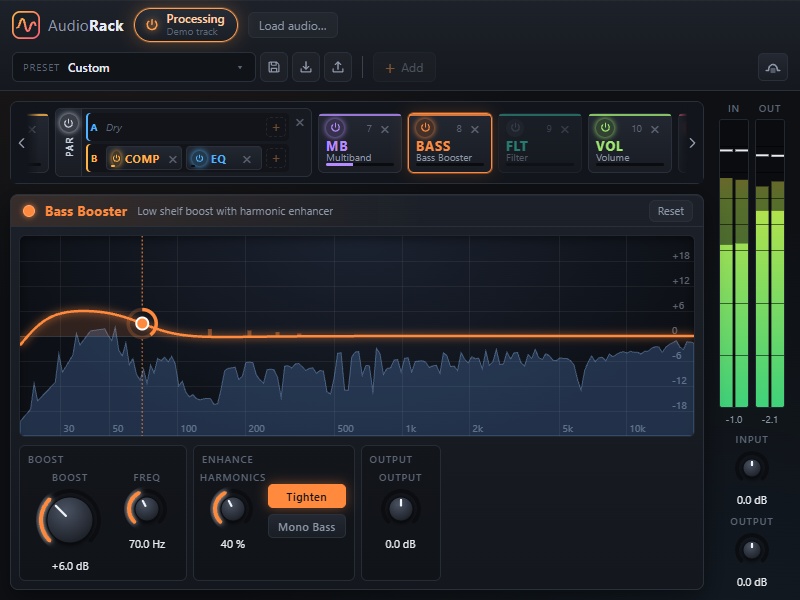 AudioRack
Processing
Demo track
Load audio...
PRESET Custom
+ Add
IN OUT
PAR
A Dry
B COMP EQ
MB 7
Multiband
BASS 8
Bass Booster
FLT 9
Filter
VOL 10
Volume
Bass Booster Low shelf boost with harmonic enhancer
Reset
+18
+12
+6
0
-6
-12
-18
30 50 100 200 500 1k 2k 5k 10k
-1.0 -2.1
INPUT
0.0 dB
OUTPUT
0.0 dB
BOOST
BOOST FREQ
+6.0 dB
70.0 Hz
ENHANCE
HARMONICS
40 %
Tighten
Mono Bass
OUTPUT
OUTPUT
0.0 dB